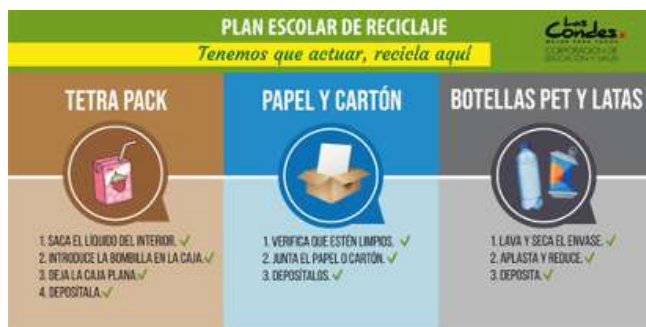 PLAN ESCOLAR DE RECICLAJE
Tenemos que actuar, recicla aquí
Las Condes.
CORPORACIÓN DE
EDUCACIÓN Y SALUD
TETRA PACK
1. SACA EL LÍQUIDO DEL INTERIOR.
2. INTRODUCE LA BOMBILLA EN LA CAJA.
3. DEJA LA CAJA PLANA.
4. DEPOSÍTALA.
PAPEL Y CARTÓN
1. VERIFICA QUE ESTÉN LIMPIOS.
2. JUNTA EL PAPEL O CARTÓN.
3. DEPOSÍTALOS.
BOTELLAS PET Y LATAS
1. LAVA Y SECA EL ENVASE.
2. APLASTA Y REDUCE.
3. DEPOSITA.